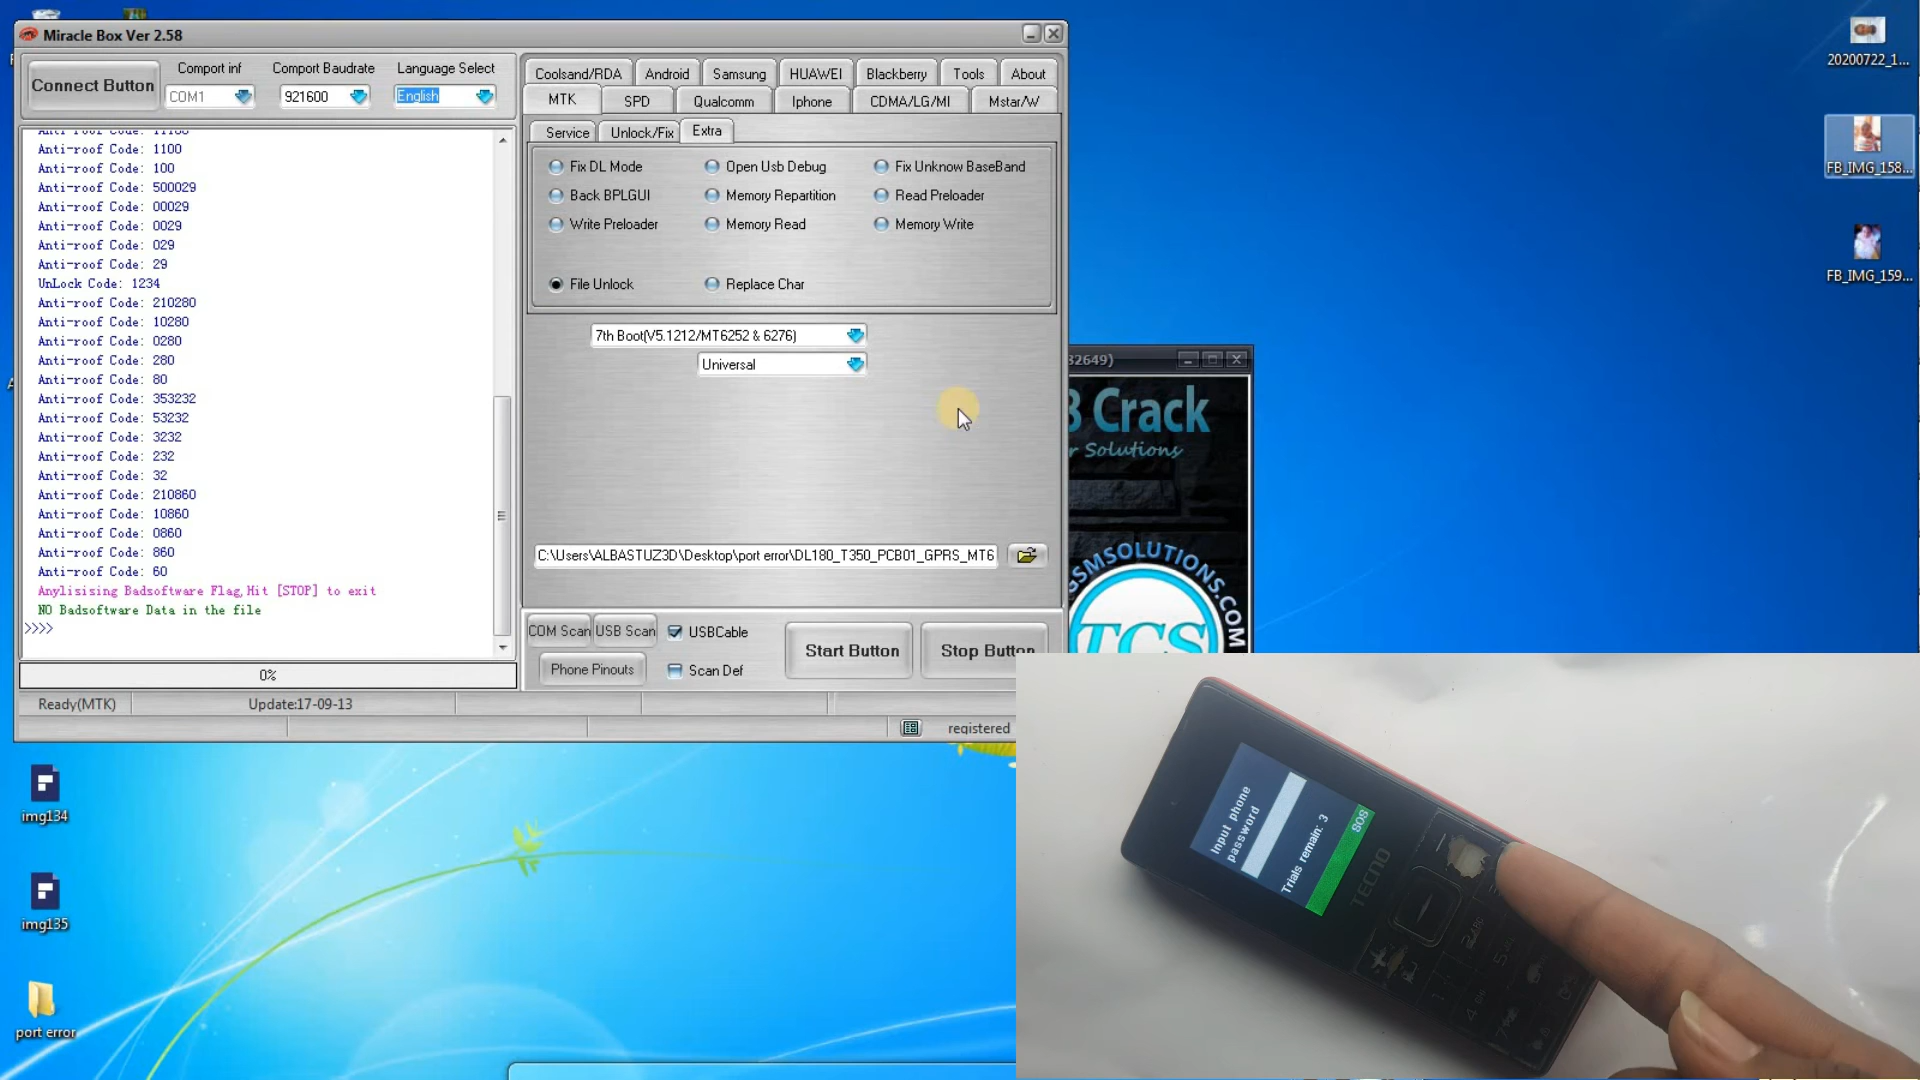 Miracle Box Ver 2.58
Connect Button
Comport inf
Comport Baudrate
Language Select
COM1
921600
English
Anti-roof Code: 11100
Anti-roof Code: 1100
Anti-roof Code: 100
Anti-roof Code: 500029
Anti-roof Code: 00029
Anti-roof Code: 0029
Anti-roof Code: 029
Anti-roof Code: 29
UnLock Code: 1234
Anti-roof Code: 210280
Anti-roof Code: 10280
Anti-roof Code: 0280
Anti-roof Code: 280
Anti-roof Code: 80
Anti-roof Code: 353232
Anti-roof Code: 53232
Anti-roof Code: 3232
Anti-roof Code: 232
Anti-roof Code: 32
Anti-roof Code: 210860
Anti-roof Code: 10860
Anti-roof Code: 0860
Anti-roof Code: 860
Anti-roof Code: 60
Anylisising Badsoftware Flag,Hit [STOP] to exit
NO Badsoftware Data in the file
>>>>
0%
Ready(MTK)
Update:17-09-13
Coolsand/RDA
Android
Samsung
HUAWEI
Blackberry
Tools
About
MTK
SPD
Qualcomm
Iphone
CDMA/LG/MI
Mstar/W
Service
Unlock/Fix
Extra
Fix DL Mode
Open Usb Debug
Fix Unknow BaseBand
Back BPLGUI
Memory Repartition
Read Preloader
Write Preloader
Memory Read
Memory Write
File Unlock
Replace Char
7th Boot(V5.1212/MT6252 & 6276)
Universal
C:\Users\ALBASTUZ3D\Desktop\port error\DL180_T350_PCB01_GPRS_MT6
COM Scan
USB Scan
USBCable
Phone Pinouts
Scan Def
Start Button
Stop Button
registered
32649)
Crack
Solutions
GSMSOLUTIONS.COM
TCS
20200722_1...
FB_IMG_158...
FB_IMG_159...
img134
img135
port error
Input phone
password
Trials remain: 3
SOS
TECNO